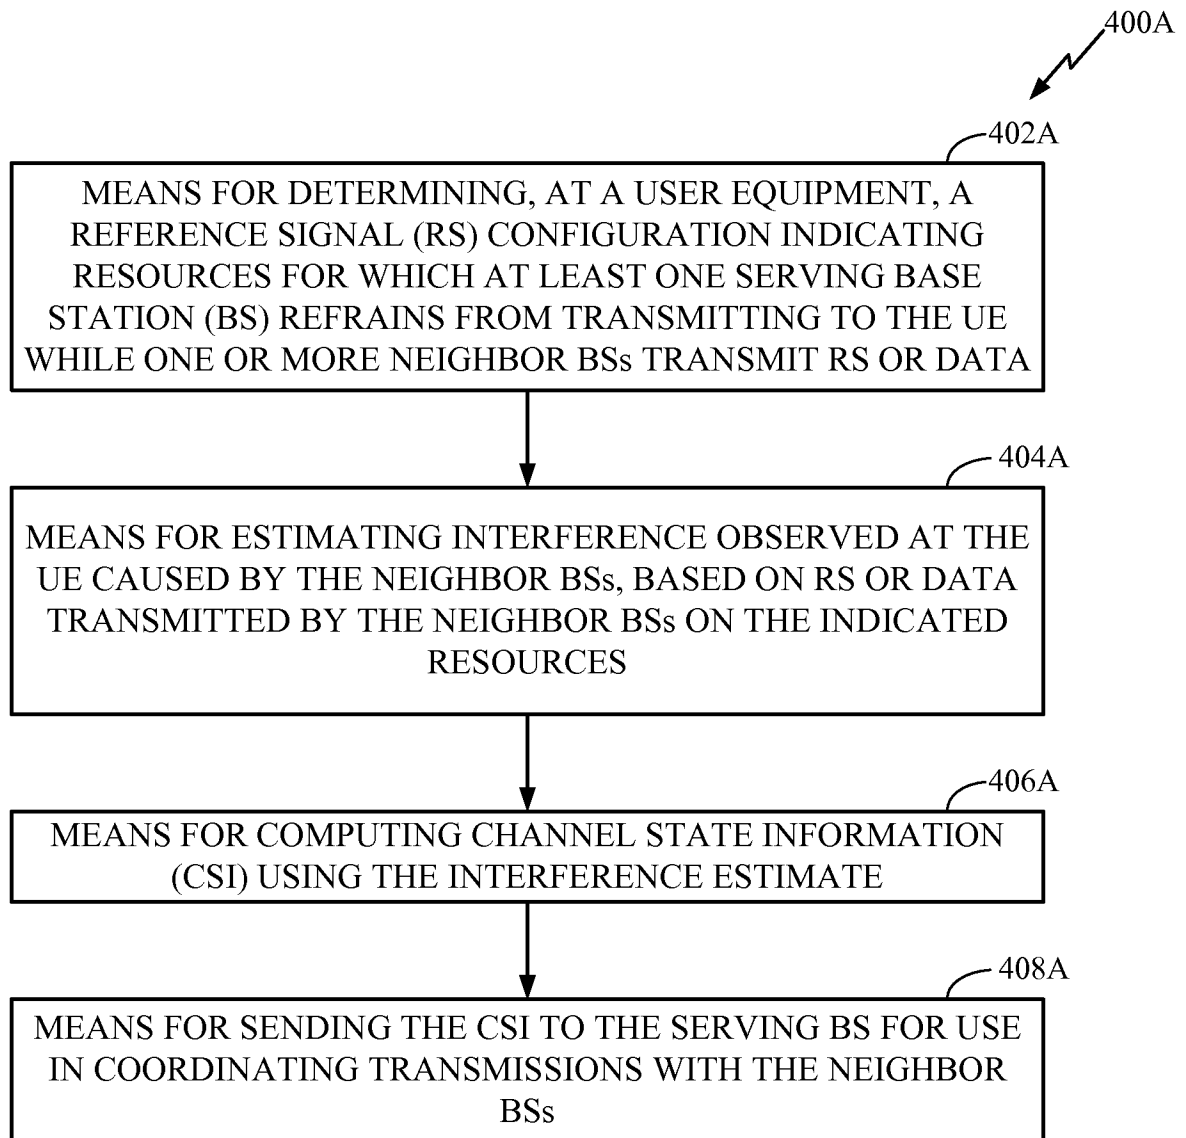 400A
402A
MEANS FOR DETERMINING, AT A USER EQUIPMENT, A
REFERENCE SIGNAL (RS) CONFIGURATION INDICATING
RESOURCES FOR WHICH AT LEAST ONE SERVING BASE
STATION (BS) REFRAINS FROM TRANSMITTING TO THE UE
WHILE ONE OR MORE NEIGHBOR BSs TRANSMIT RS OR DATA
404A
MEANS FOR ESTIMATING INTERFERENCE OBSERVED AT THE
UE CAUSED BY THE NEIGHBOR BSs, BASED ON RS OR DATA
TRANSMITTED BY THE NEIGHBOR BSs ON THE INDICATED
RESOURCES
406A
MEANS FOR COMPUTING CHANNEL STATE INFORMATION
(CSI) USING THE INTERFERENCE ESTIMATE
408A
MEANS FOR SENDING THE CSI TO THE SERVING BS FOR USE
IN COORDINATING TRANSMISSIONS WITH THE NEIGHBOR
BSs